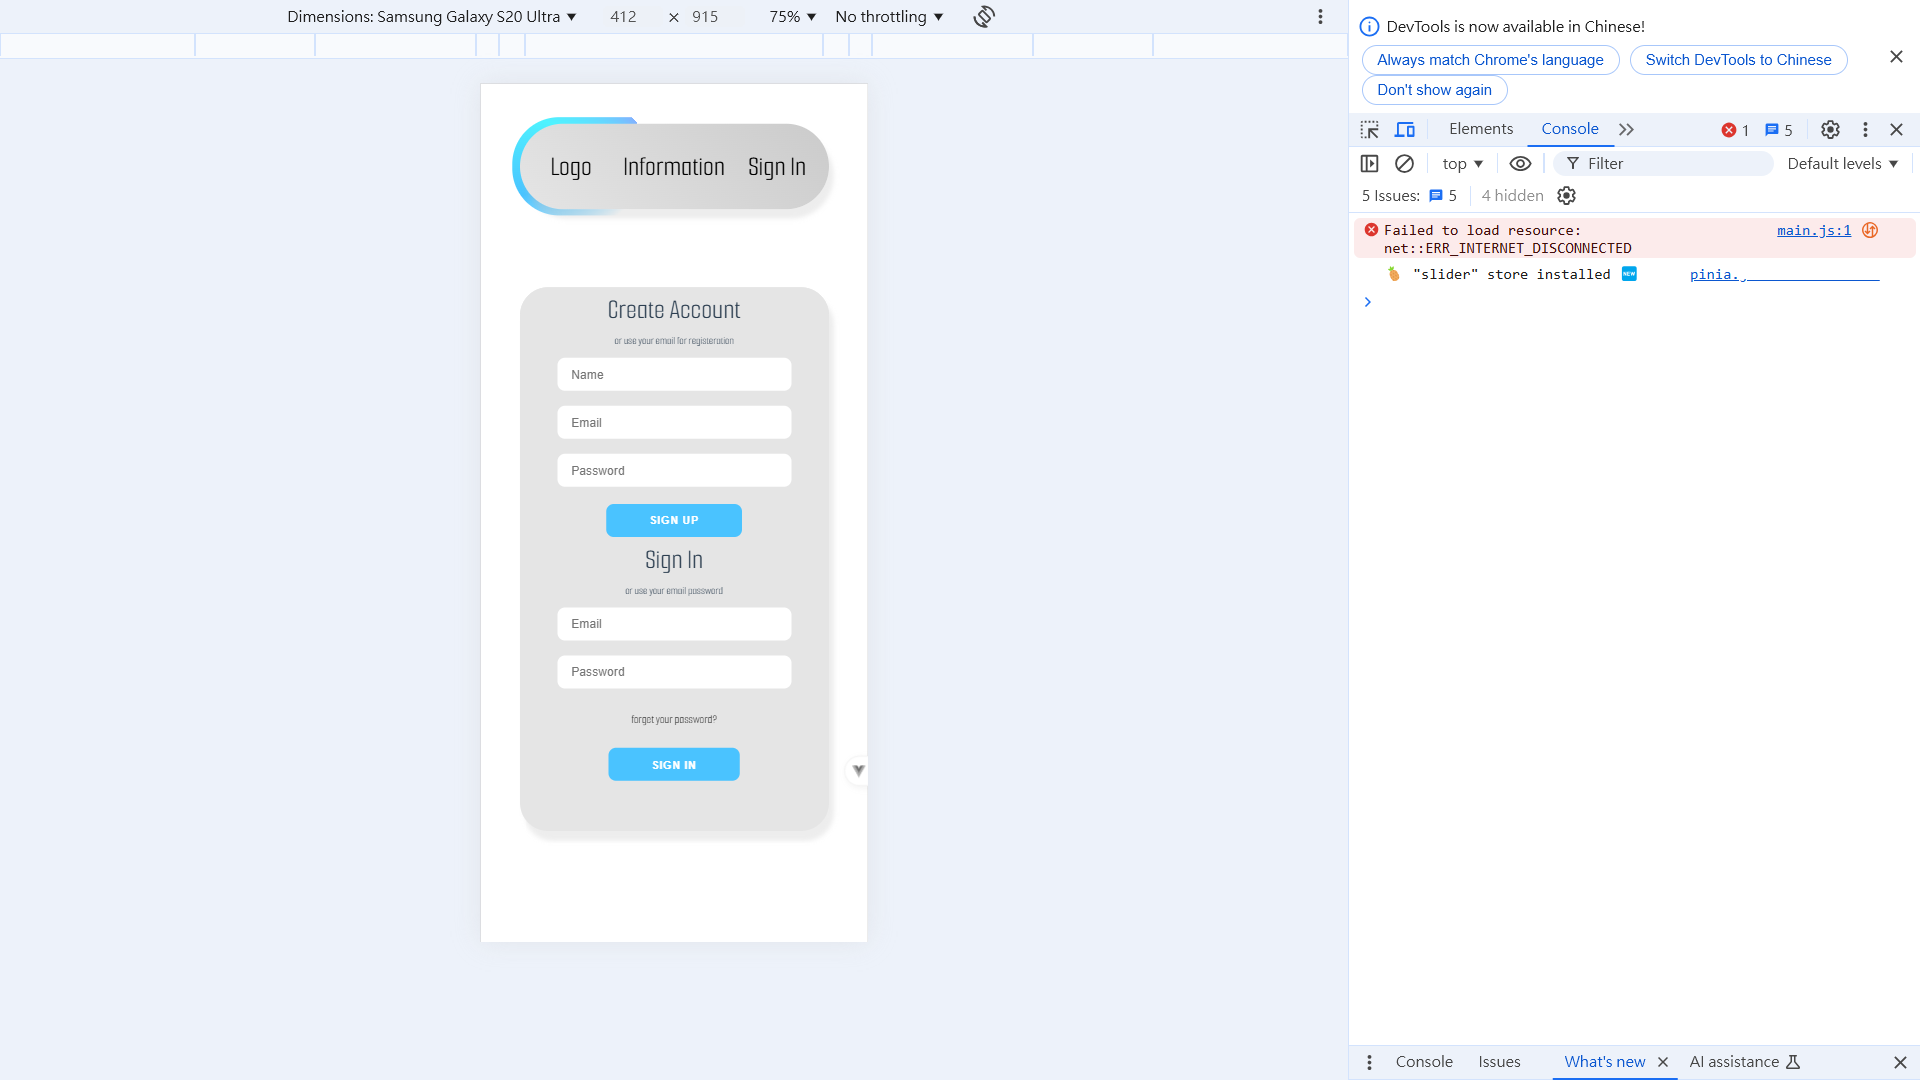 Dimensions: Samsung Galaxy S20 Ultra 412 × 915 75% No throttling
Logo Information Sign In
Create Account
or use your email for registeration
Name
Email
Password
SIGN UP
Sign In
or use your email password
Email
Password
forget your password?
SIGN IN
DevTools is now available in Chinese!
Always match Chrome's language Switch DevTools to Chinese
Don't show again
Elements Console 1 5
top Filter Default levels
5 Issues: 5 4 hidden
Failed to load resource: main.js:1
net::ERR_INTERNET_DISCONNECTED
"slider" store installed NEW pinia.
Console Issues What's new AI assistance